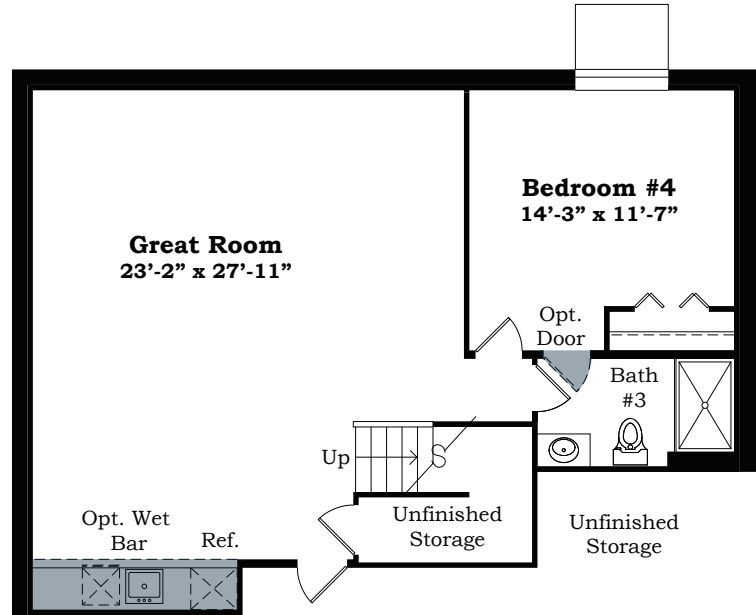 Great Room
23’-2” x 27’-11”
Bedroom #4
14’-3” x 11’-7”
Opt.
Door
Bath
#3
Up
Opt. Wet
Bar
Ref.
Unfinished
Storage
Unfinished
Storage